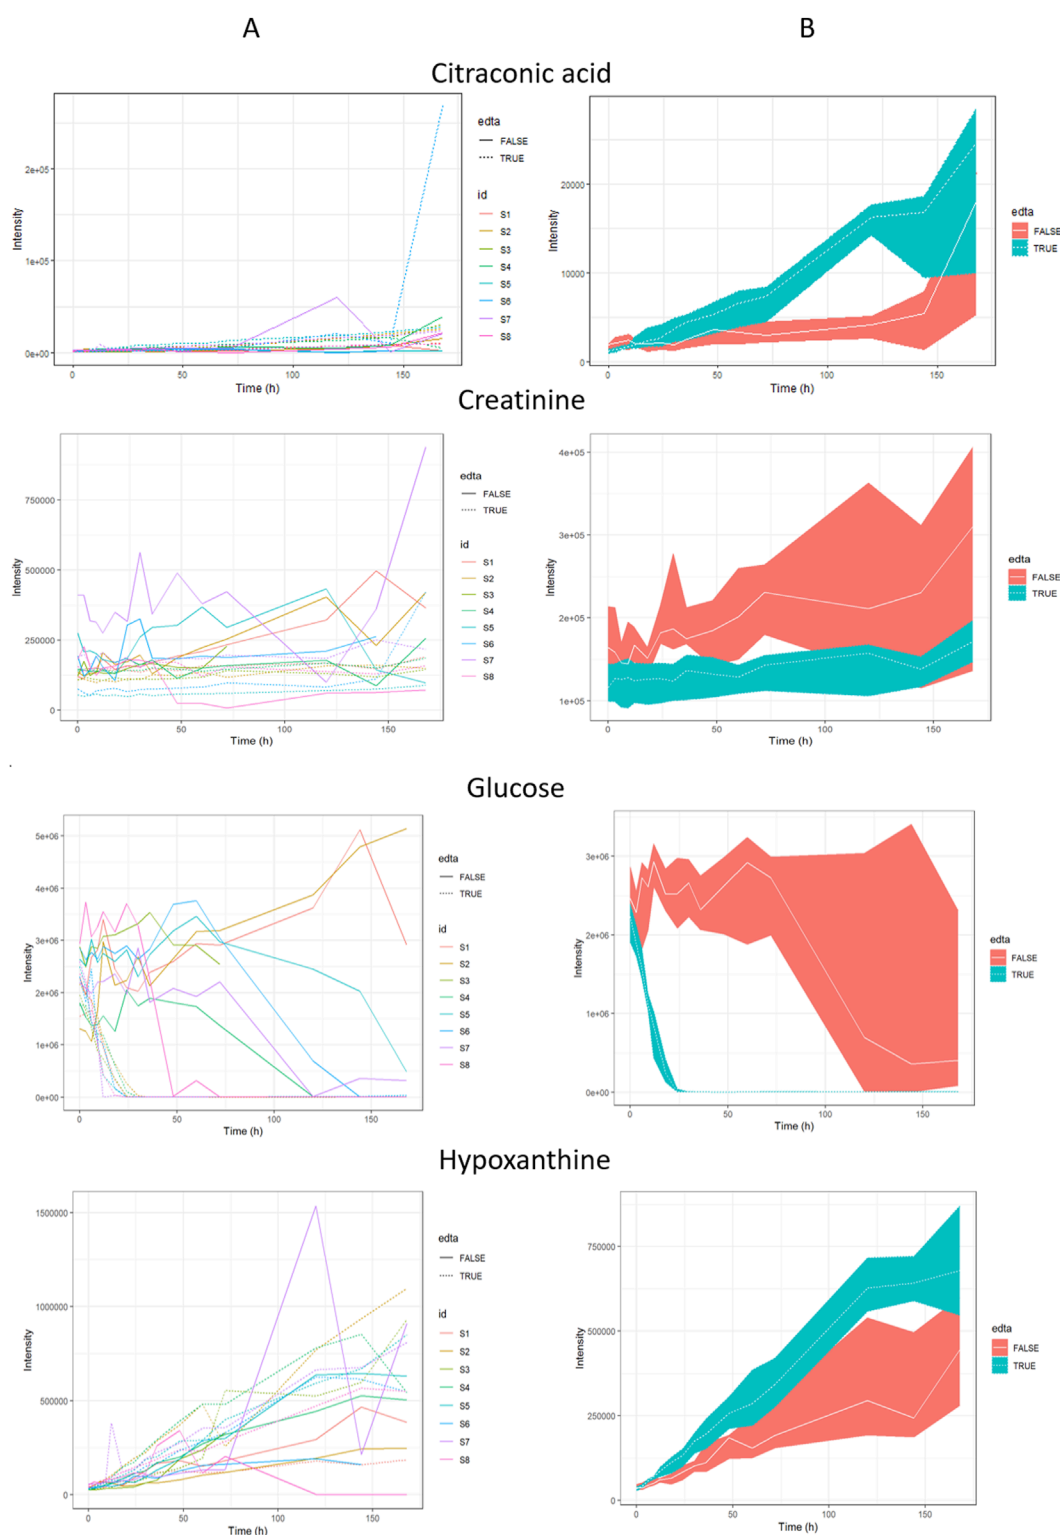 A
B
Citraconic acid
2e+05
1e+05
0e+00
Intensity
0
50
100
150
Time (h)
edta
FALSE
TRUE
id
S1
S2
S3
S4
S5
S6
S7
S8
20000
10000
0
Intensity
0
50
100
150
Time (h)
edta
FALSE
TRUE
Creatinine
750000
500000
250000
0
Intensity
0
50
100
150
Time (h)
edta
FALSE
TRUE
id
S1
S2
S3
S4
S5
S6
S7
S8
4e+05
3e+05
2e+05
1e+05
Intensity
0
50
100
150
Time (h)
edta
FALSE
TRUE
Glucose
5e+06
4e+06
3e+06
2e+06
1e+06
0e+00
Intensity
0
50
100
150
Time (h)
edta
FALSE
TRUE
id
S1
S2
S3
S4
S5
S6
S7
S8
3e+06
2e+06
1e+06
0e+00
Intensity
0
50
100
150
Time (h)
edta
FALSE
TRUE
Hypoxanthine
1500000
1000000
500000
0
Intensity
0
50
100
150
Time (h)
edta
FALSE
TRUE
id
S1
S2
S3
S4
S5
S6
S7
S8
750000
500000
250000
0
Intensity
0
50
100
150
Time (h)
edta
FALSE
TRUE